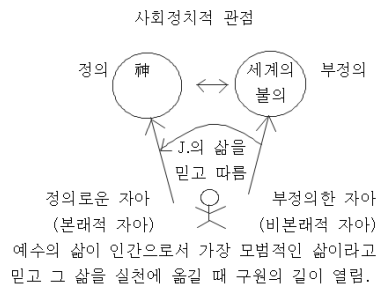 사회정치적 관점
정의 神 세계의 부정의
불의
J.의 삶을
믿고 따름
정의로운 자아 부정의한 자아
(본래적 자아) (비본래적 자아)
예수의 삶이 인간으로서 가장 모범적인 삶이라고
믿고 그 삶을 실천에 옮길 때 구원의 길이 열림.